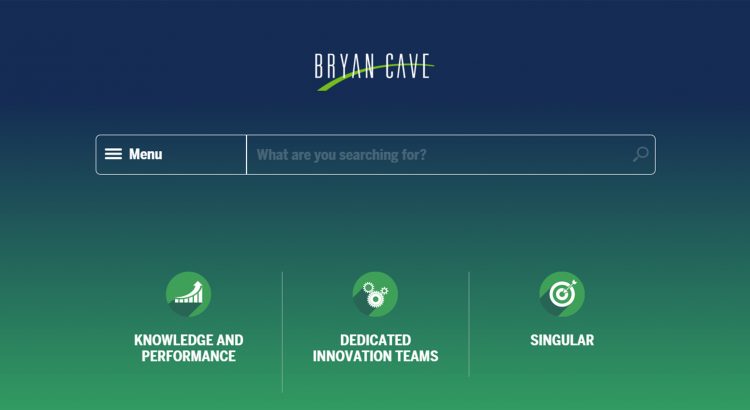 BRYAN CAVE
Menu
What are you searching for?
KNOWLEDGE AND
PERFORMANCE
DEDICATED
INNOVATION TEAMS
SINGULAR